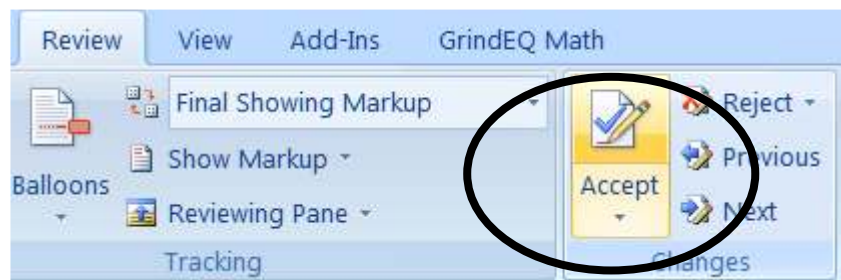 Review View Add-Ins GrindEQ Math
Final Showing Markup
Show Markup
Balloons
Reviewing Pane
Tracking
Accept
Reject
Previous
Next
Changes